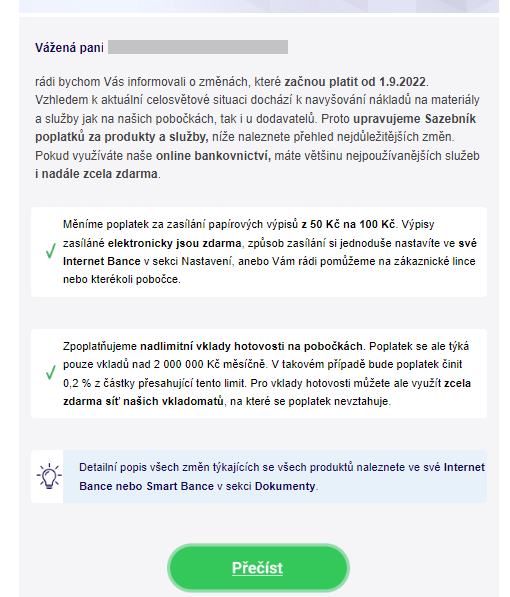 Vážená paní
rádi bychom Vás informovali o změnách, které začnou platit od 1.9.2022.
Vzhledem k aktuální celosvětové situaci dochází k navyšování nákladů na materiály
a služby jak na našich pobočkách, tak i u dodavatelů. Proto upravujeme Sazebník
poplatků za produkty a služby, níže naleznete přehled nejdůležitějších změn.
Pokud využíváte naše online bankovnictví, máte většinu nejpoužívanějších služeb
i nadále zcela zdarma.
Měníme poplatek za zasílání papírových výpisů z 50 Kč na 100 Kč. Výpisy
zasílané elektronicky jsou zdarma, způsob zasílání si jednoduše nastavíte ve své
Internet Bance v sekci Nastavení, anebo Vám rádi pomůžeme na zákaznické lince
nebo kterékoli pobočce.
Zpoplatňujeme nadlimitní vklady hotovosti na pobočkách. Poplatek se ale týká
pouze vkladů nad 2 000 000 Kč měsíčně. V takovém případě bude poplatek činit
0,2 % z částky přesahující tento limit. Pro vklady hotovosti můžete ale využít zcela
zdarma síť našich vkladomatů, na které se poplatek nevztahuje.
Detailní popis všech změn týkajících se všech produktů naleznete ve své Internet
Bance nebo Smart Bance v sekci Dokumenty.
Přečíst